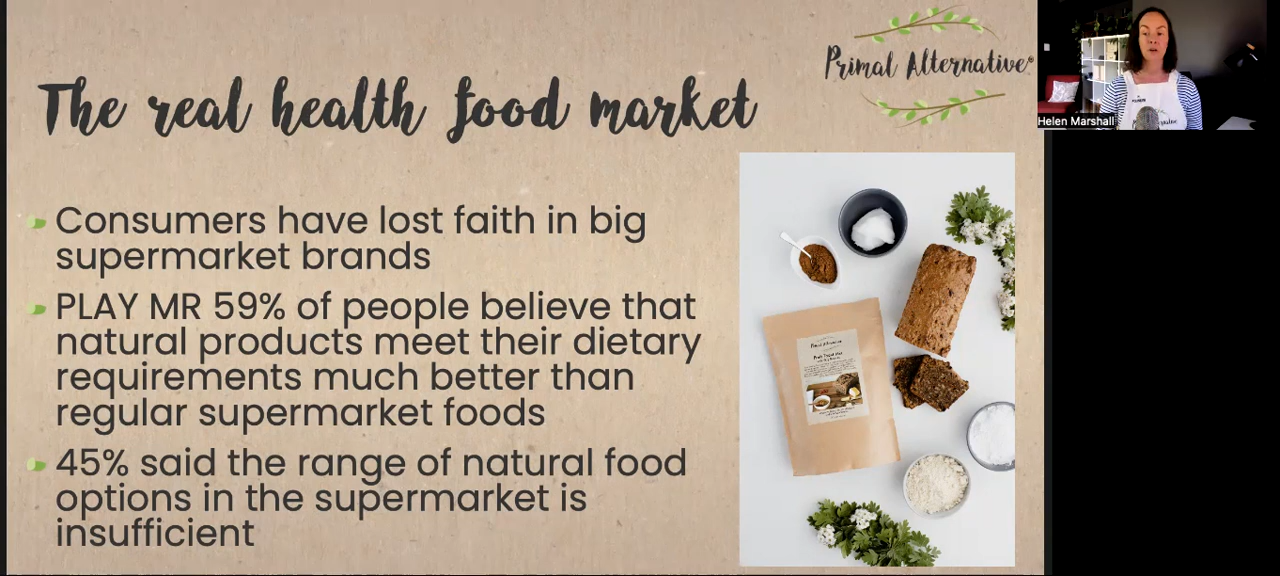 Primal Alternative®
Helen Marshall
The real health food market
Consumers have lost faith in big
supermarket brands
PLAY MR 59% of people believe that
natural products meet their dietary
requirements much better than
regular supermarket foods
45% said the range of natural food
options in the supermarket is
insufficient
Primal Alternative